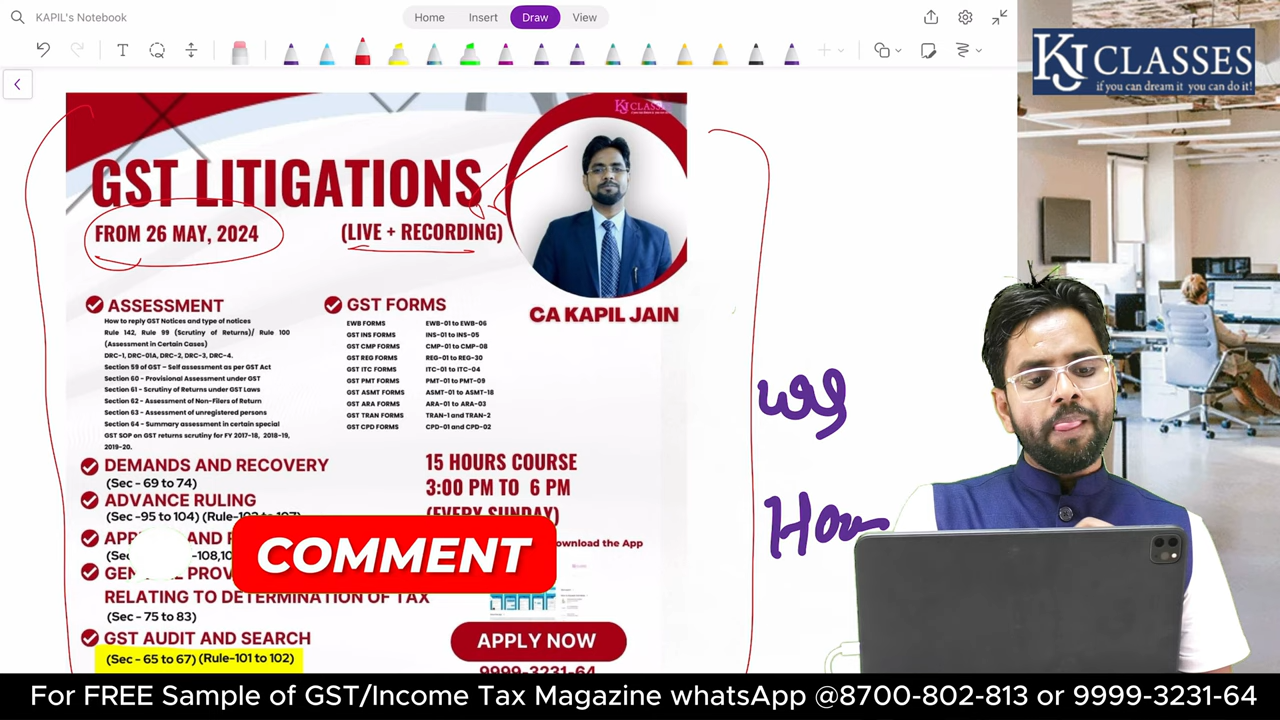 KAPIL's Notebook
Home
Insert
Draw
View
KJ CLASSES
if you can dream it you can do it!
GST LITIGATIONS
FROM 26 MAY, 2024
(LIVE + RECORDING)
CA KAPIL JAIN
ASSESSMENT
How to reply GST Notices and type of notices
Rule 142, Rule 99 (Scrutiny of Returns)/ Rule 100
(Assessment in Certain Cases)
DRC-1, DRC-01A, DRC-2, DRC-3, DRC-4.
Section 59 of GST – Self assessment as per GST Act
Section 60 - Provisional Assessment under GST
Section 61 - Scrutiny of Returns under GST Laws
Section 62 - Assessment of Non-Filers of Return
Section 63 - Assessment of unregistered persons
Section 64 - Summary assessment in certain special
GST SOP on GST returns scrutiny for FY 2017-18, 2018-19,
2019-20.
GST FORMS
EWB FORMS EWB-01 to EWB-06
GST INS FORMS INS-01 to INS-05
GST CMP FORMS CMP-01 to CMP-08
GST REG FORMS REG-01 to REG-30
GST ITC FORMS ITC-01 to ITC-04
GST PMT FORMS PMT-01 to PMT-09
GST ASMT FORMS ASMT-01 to ASMT-18
GST ARA FORMS ARA-01 to ARA-03
GST TRAN FORMS TRAN-1 and TRAN-2
GST CPD FORMS CPD-01 and CPD-02
DEMANDS AND RECOVERY
(Sec - 69 to 74)
ADVANCE RULING
(Sec -95 to 104)
15 HOURS COURSE
3:00 PM TO 6 PM
(EVERY SUNDAY)
the App
COMMENT
RELATING TO DETERMINATION OF TAX
(Sec - 75 to 83)
GST AUDIT AND SEARCH
(Sec - 65 to 67) (Rule-101 to 102)
APPLY NOW
9999-3231-64
How
For FREE Sample of GST/Income Tax Magazine whatsApp @8700-802-813 or 9999-3231-64